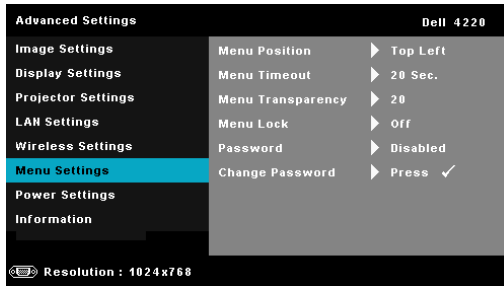 Advanced Settings Dell 4220
Image Settings
Display Settings
Projector Settings
LAN Settings
Wireless Settings
Menu Settings
Power Settings
Information
Menu Position Top Left
Menu Timeout 20 Sec.
Menu Transparency 20
Menu Lock Off
Password Disabled
Change Password Press ✓
Resolution : 1024x768